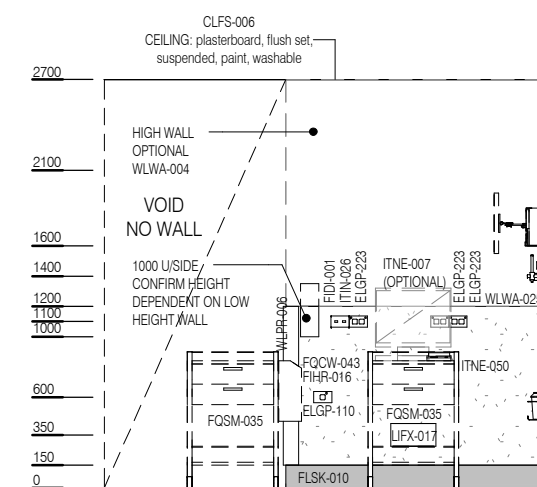 CLFS-006
CEILING: plasterboard, flush set,
suspended, paint, washable
2700
HIGH WALL
OPTIONAL
WLWA-004
2100
VOID
NO WALL
1600
1400
1200
1100
1000
1000 U/SIDE
CONFIRM HEIGHT
DEPENDENT ON LOW
HEIGHT WALL
WLPR-006
FIDI-001
ITIN-026
ELGP-223
ITNE-007
(OPTIONAL)
ELGP-223
ELGP-223
WLWA-02
FQCW-043
FIHR-016
ITNE-050
600
ELGP-110
FQSM-035
FQSM-035
350
LIFX-017
150
FLSK-010
0